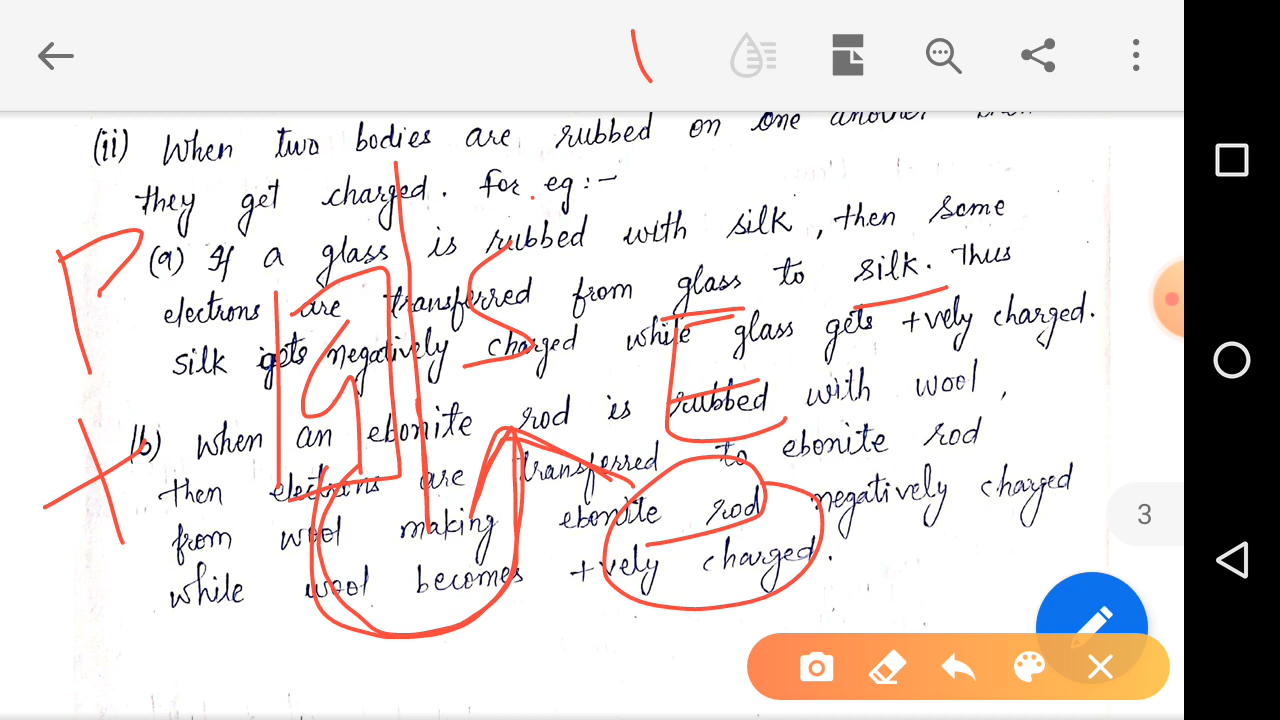 (ii) When two bodies are rubbed on one another
they get charged. For eg :-
(a) If a glass is rubbed with silk, then some
electrons are transferred from glass to silk. Thus
silk gets negatively charged while glass gets +vely charged.
(b) When an ebonite rod is rubbed with wool,
then electrons are transferred to ebonite rod
from wool making ebonite rod negatively charged
while wool becomes +vely charged.
3